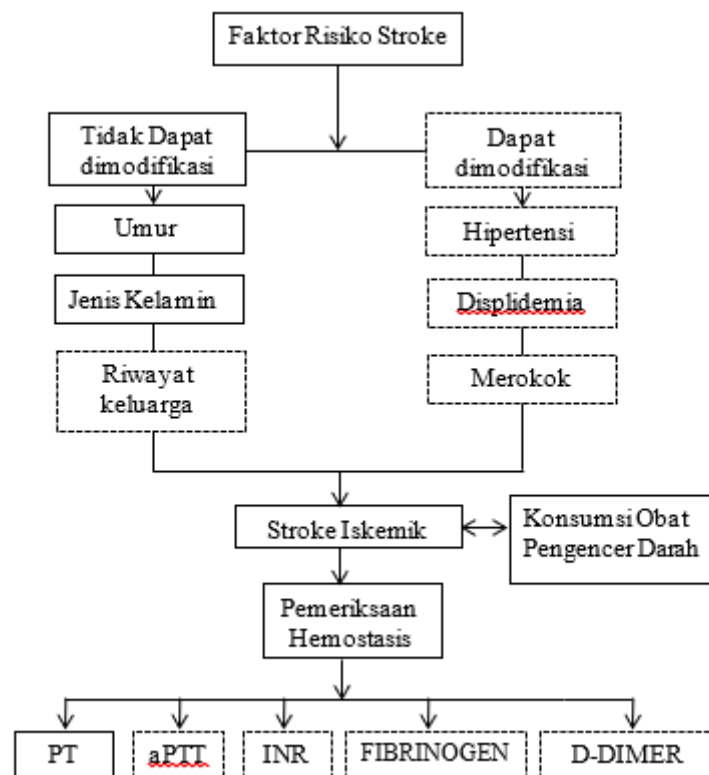 Faktor Risiko Stroke
Tidak Dapat
dimodifikasi
Dapat
dimodifikasi
Umur
Hipertensi
Jenis Kelamin
Displidemia
Riwayat
keluarga
Merokok
Stroke Iskemik
Konsumsi Obat
Pengencer Darah
Pemeriksaan
Hemostasis
PT
aPTT
INR
FIBRINOGEN
D-DIMER